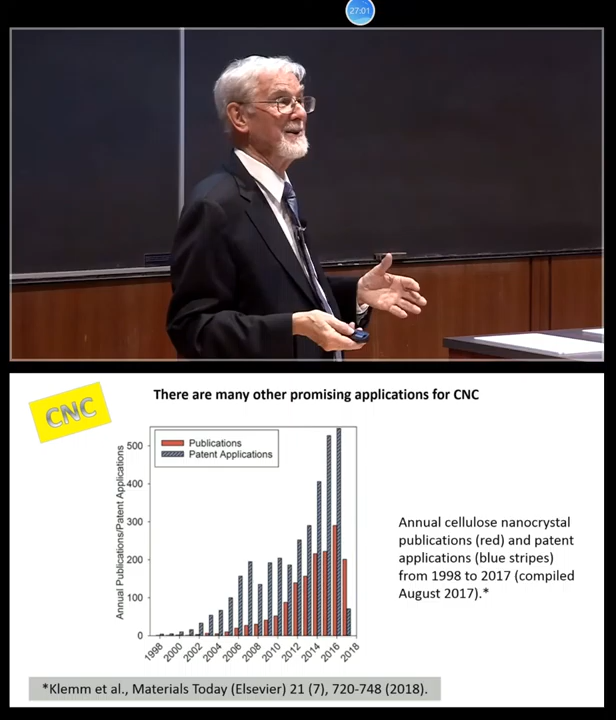 27:01
CNC
There are many other promising applications for CNC
Annual Publications/Patent Applications
500
400
300
200
100
0
Publications
Patent Applications
1998
2000
2002
2004
2006
2008
2010
2012
2014
2016
2018
Annual cellulose nanocrystal
publications (red) and patent
applications (blue stripes)
from 1998 to 2017 (compiled
August 2017).*
*Klemm et al., Materials Today (Elsevier) 21 (7), 720-748 (2018).